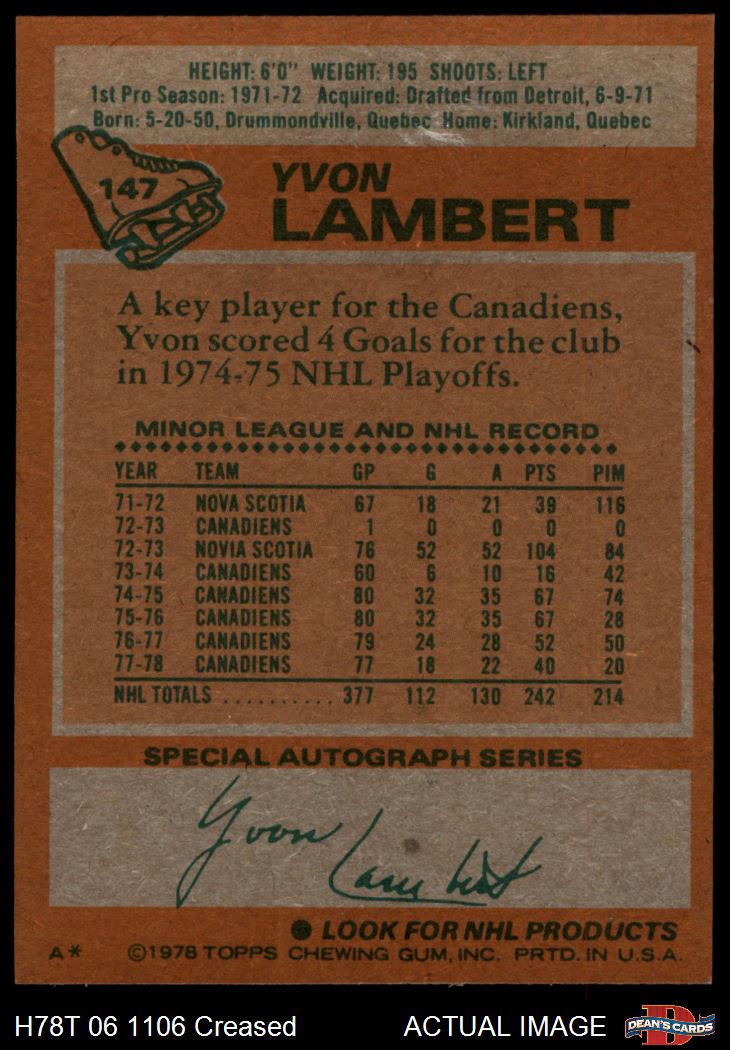 HEIGHT: 6'0" WEIGHT: 195 SHOOTS: LEFT
1st Pro Season: 1971-72 Acquired: Drafted from Detroit, 6-9-71
Born: 5-20-50, Drummondville, Quebec Home: Kirkland, Quebec
147
YVON
LAMBERT
A key player for the Canadiens,
Yvon scored 4 Goals for the club
in 1974-75 NHL Playoffs.
MINOR LEAGUE AND NHL RECORD
YEAR TEAM GP G A PTS PIM
71-72 NOVA SCOTIA 67 18 21 39 116
72-73 CANADIENS 1 0 0 0 0
72-73 NOVIA SCOTIA 76 52 52 104 84
73-74 CANADIENS 60 6 10 16 42
74-75 CANADIENS 80 32 35 67 74
75-76 CANADIENS 80 32 35 67 28
76-77 CANADIENS 79 24 28 52 50
77-78 CANADIENS 77 18 22 40 20
NHL TOTALS .......... 377 112 130 242 214
SPECIAL AUTOGRAPH SERIES
Yvon Lambert
LOOK FOR NHL PRODUCTS
A* ©1978 TOPPS CHEWING GUM, INC. PRTD. IN U.S.A.
H78T 06 1106 Creased ACTUAL IMAGE D DEAN'S CARDS